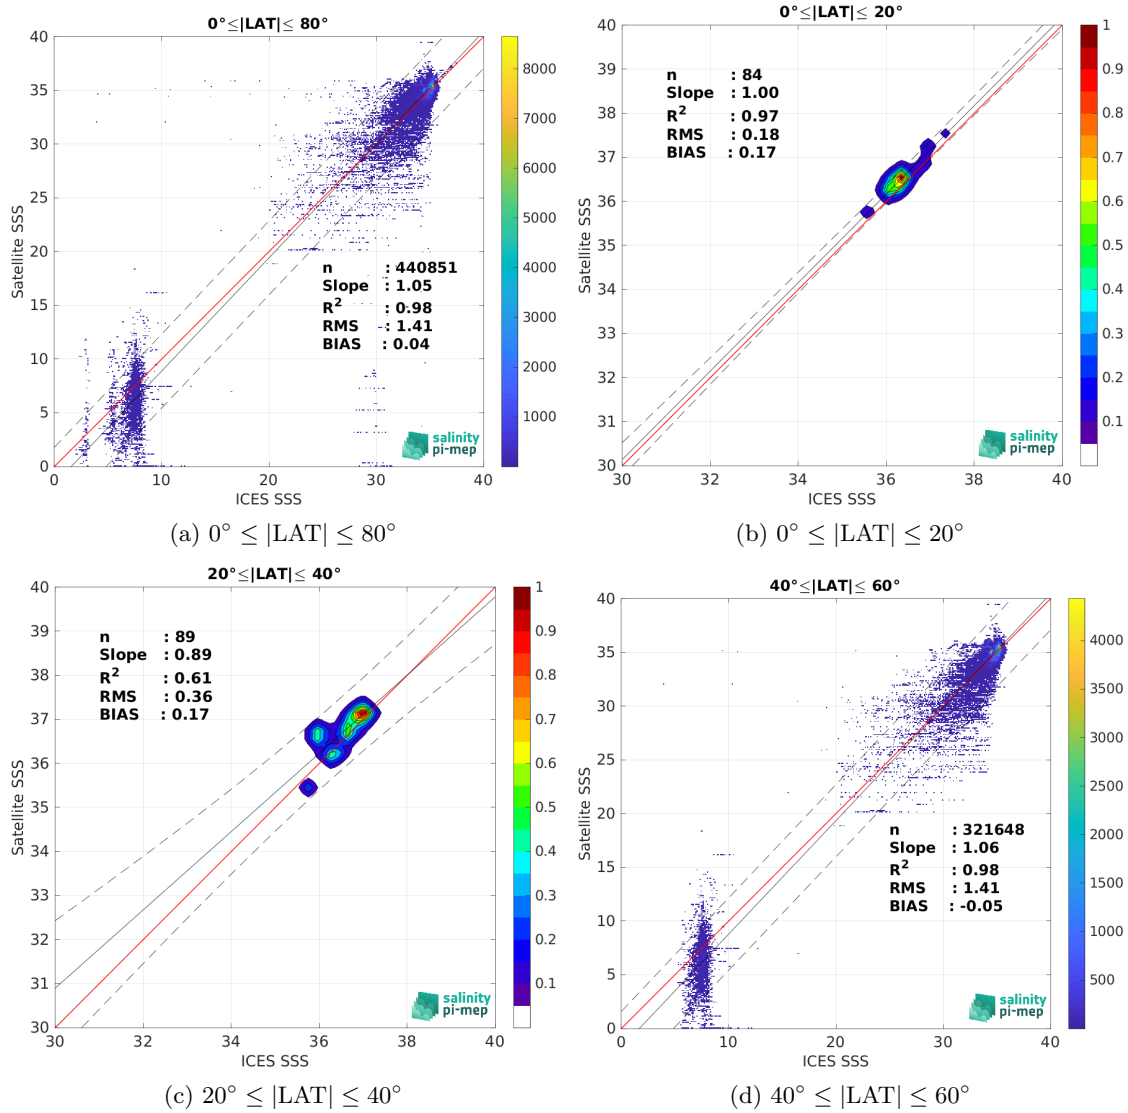 0°≤|LAT|≤ 80°
40
35
30
25
20
15
10
5
0
Satellite SSS
n : 440851
Slope : 1.05
R² : 0.98
RMS : 1.41
BIAS : 0.04
salinity
pi-mep
0 10 20 30 40
ICES SSS
8000
7000
6000
5000
4000
3000
2000
1000
(a) 0° ≤ |LAT| ≤ 80°
0°≤|LAT|≤ 20°
40
39
38
37
36
35
34
33
32
31
30
Satellite SSS
n : 84
Slope : 1.00
R² : 0.97
RMS : 0.18
BIAS : 0.17
salinity
pi-mep
30 32 34 36 38 40
ICES SSS
1
0.9
0.8
0.7
0.6
0.5
0.4
0.3
0.2
0.1
(b) 0° ≤ |LAT| ≤ 20°
20°≤|LAT|≤ 40°
40
39
38
37
36
35
34
33
32
31
30
Satellite SSS
n : 89
Slope : 0.89
R² : 0.61
RMS : 0.36
BIAS : 0.17
salinity
pi-mep
30 32 34 36 38 40
ICES SSS
1
0.9
0.8
0.7
0.6
0.5
0.4
0.3
0.2
0.1
(c) 20° ≤ |LAT| ≤ 40°
40°≤|LAT|≤ 60°
40
35
30
25
20
15
10
5
0
Satellite SSS
n : 321648
Slope : 1.06
R² : 0.98
RMS : 1.41
BIAS : -0.05
salinity
pi-mep
0 10 20 30 40
ICES SSS
4000
3500
3000
2500
2000
1500
1000
500
(d) 40° ≤ |LAT| ≤ 60°